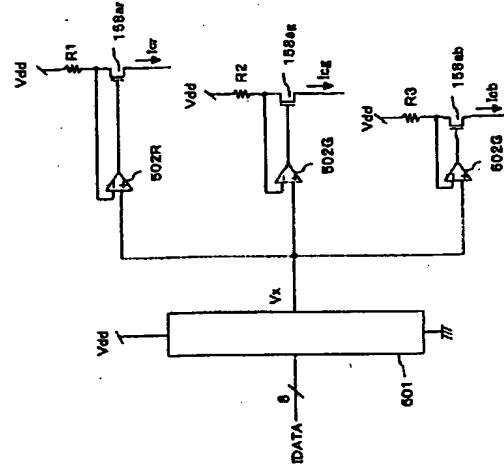 Vdd
R1
158ar
Icr
502R
Vdd
R2
158ag
Icg
502G
Vdd
R3
158ab
Icb
502G
Vx
Vdd
IDATA
8
501